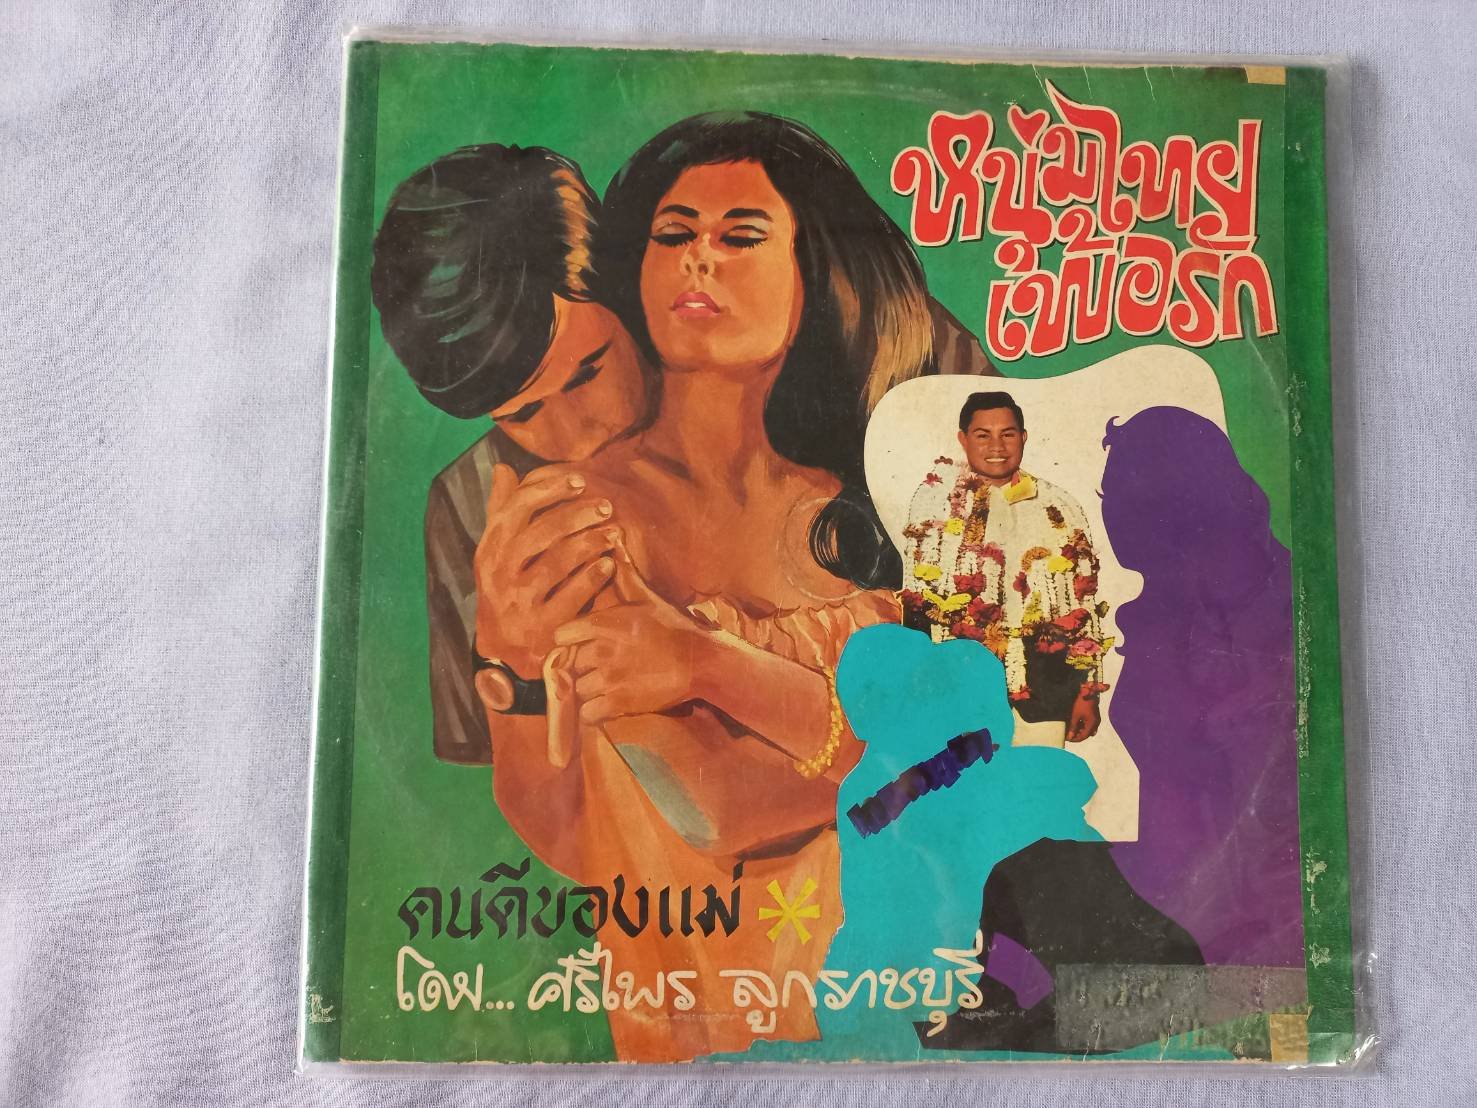 หนุ่มไทย
เพ้อรัก
คนดีของแม่ *
โดย... ศรีไพร ลูกราชบุรี